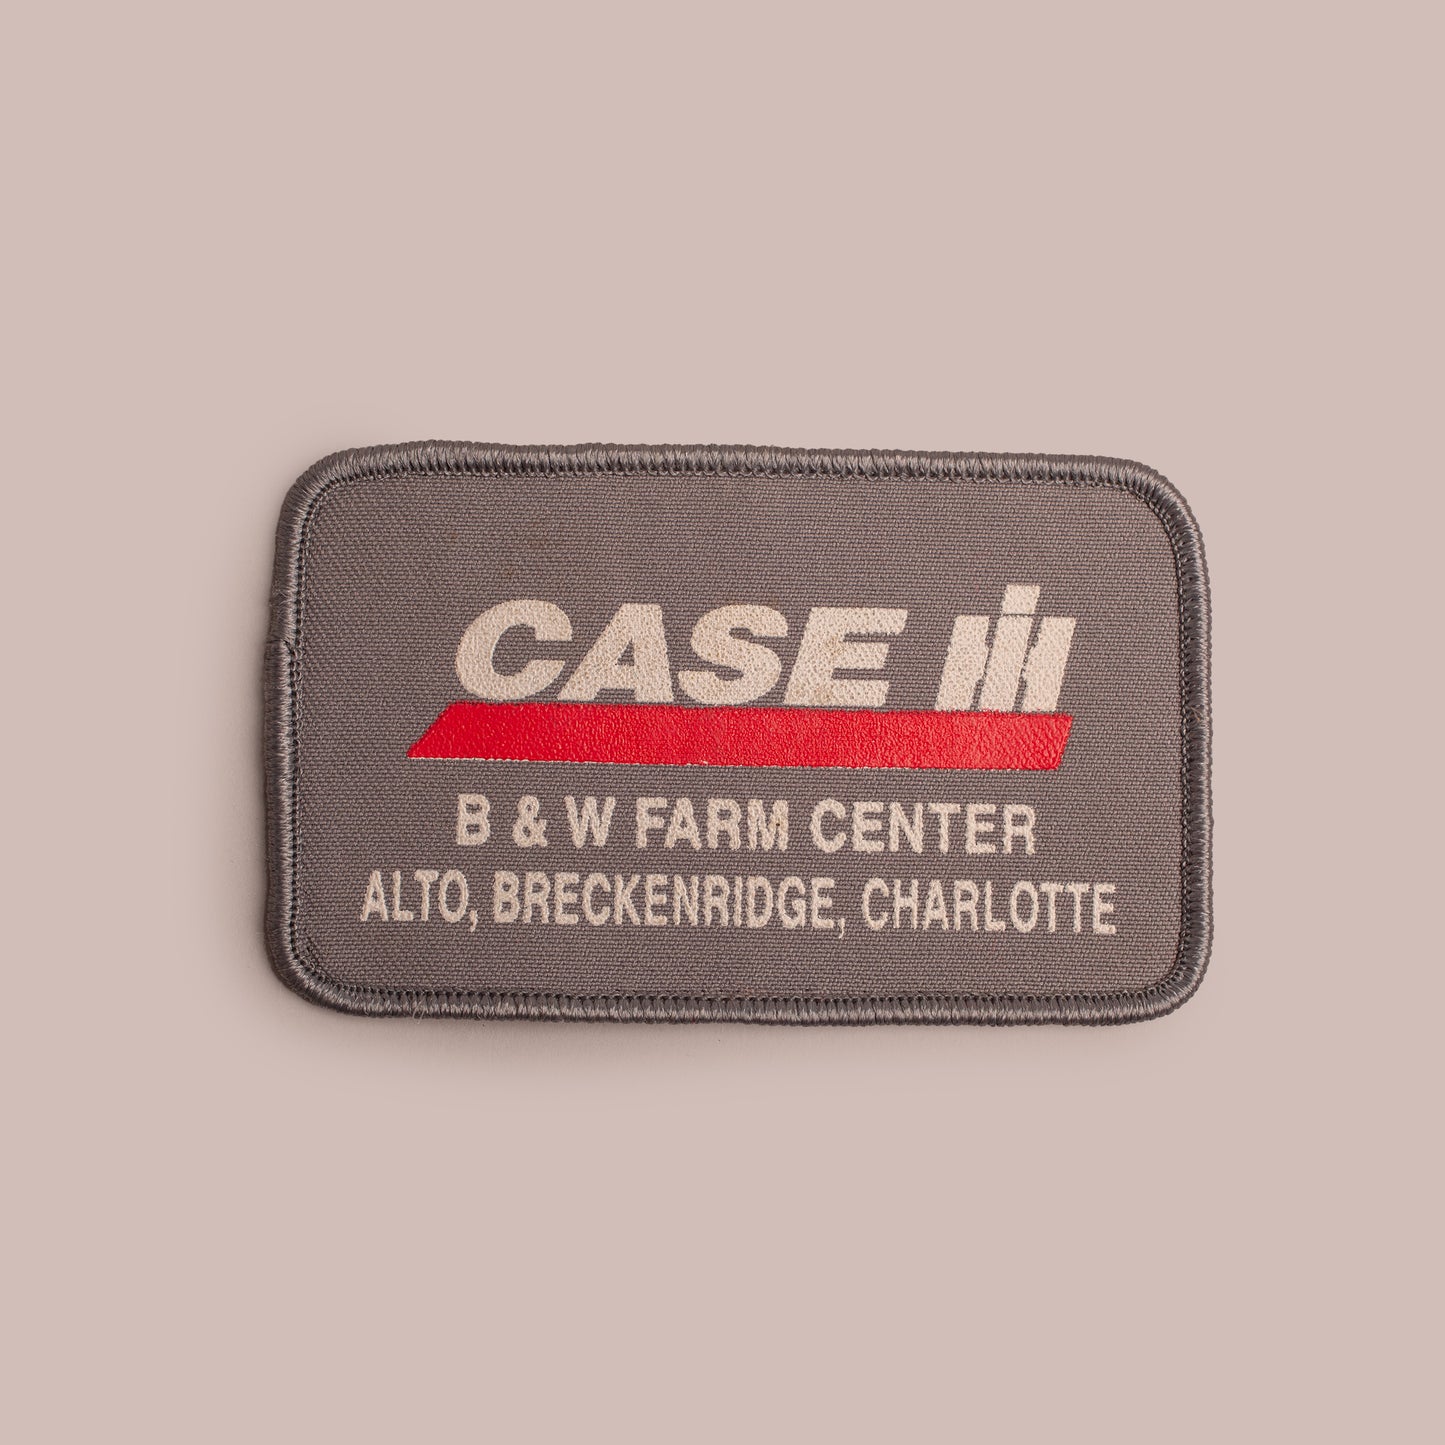 CASE IH
B & W FARM CENTER
ALTO, BRECKENRIDGE, CHARLOTTE